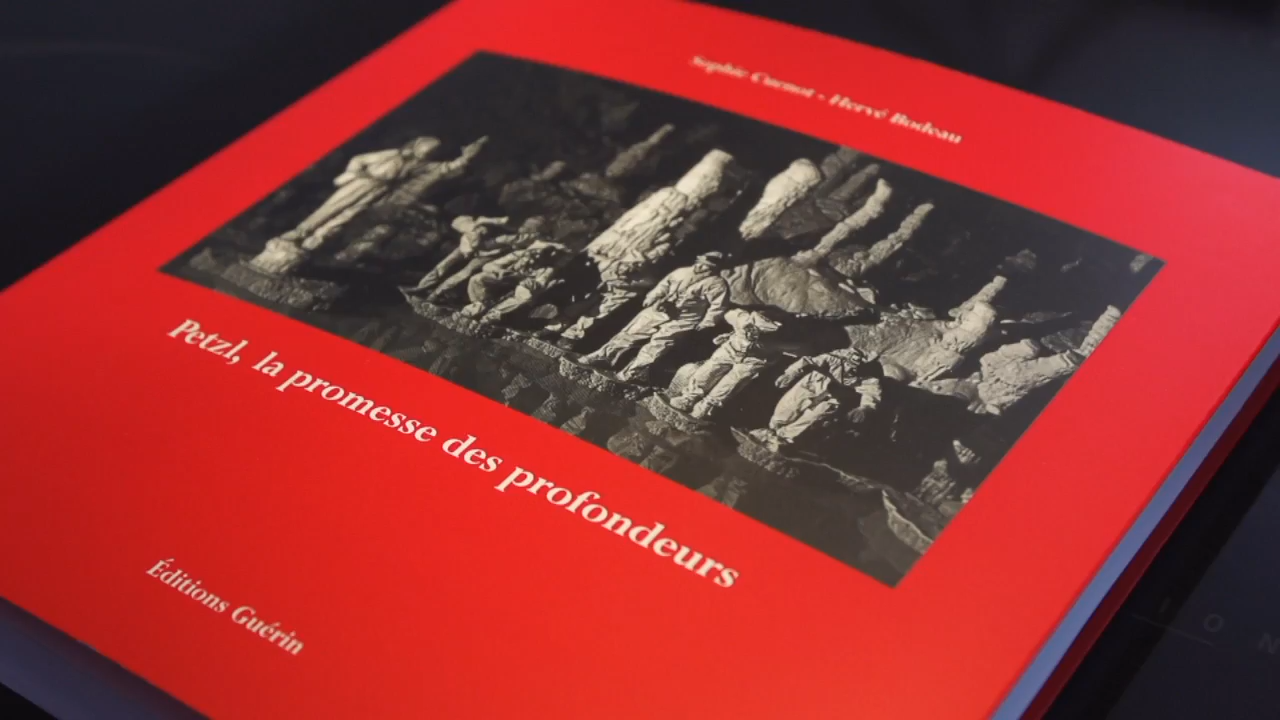 Sophie Cuenot - Hervé Bodeau
Petzl, la promesse des profondeurs
Éditions Guérin